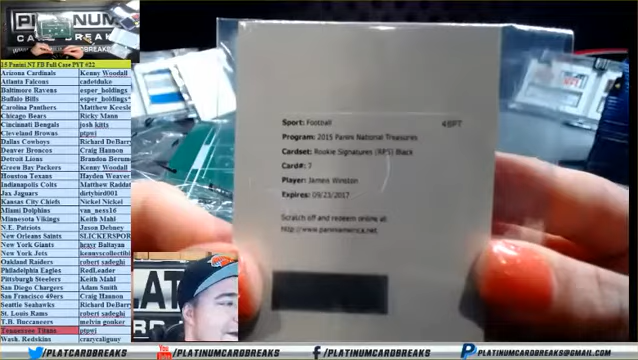 PLATINUM
CARD BREAKS
15 Panini NT FB Full Case PYT #22
Arizona Cardinals Kenny Woodall
Atlanta Falcons cadetduke
Baltimore Ravens esper_holdings
Buffalo Bills esper_holdings*
Carolina Panthers Matthew Keesle
Chicago Bears Ricky Mann
Cincinnati Bengals josh kitts
Cleveland Browns ptpwi
Dallas Cowboys Richard DeBarr
Denver Broncos Craig Hannon
Detroit Lions Brandon Berum
Green Bay Packers Kenny Woodall
Houston Texans Hayden Weaver
Indianapolis Colts Matthew Raddat
Jax Jaguars dirtybird001
Kansas City Chiefs Nickel Nickel
Miami Dolphins van_ness16
Minnesota Vikings Keith Mahl
N.E. Patriots Jason Debney
New Orleans Saints SLICKERSPOR
New York Giants hrayr Baltayan
New York Jets kennyscollectibl
Oakland Raiders robert sadeghi
Philadelphia Eagles RedLeader
Pittsburgh Steelers Keith Mahl
San Diego Chargers Adam Smith
San Francisco 49ers Craig Hannon
Seattle Seahawks Richard DeBarr
St. Louis Rams robert sadeghi
T.B. Buccaneers melvin gonker
Tennessee Titans ptpwi
Wash. Redskins crazycaliguy
Sport: Football
Program: 2015 Panini National Treasures
Cardset: Rookie Signatures (RPS) Black
Card#: 7
Player: Jameis Winston
Expires: 09/23/2017
Scratch off and redeem online at
http://www.paniniamerica.net
/PLATCARDBREAKS
/PLATINUMCARDBREAKS
/PLATINUMCARDBREAKS
PLATINUMCARDBREAKS@GMAIL.COM